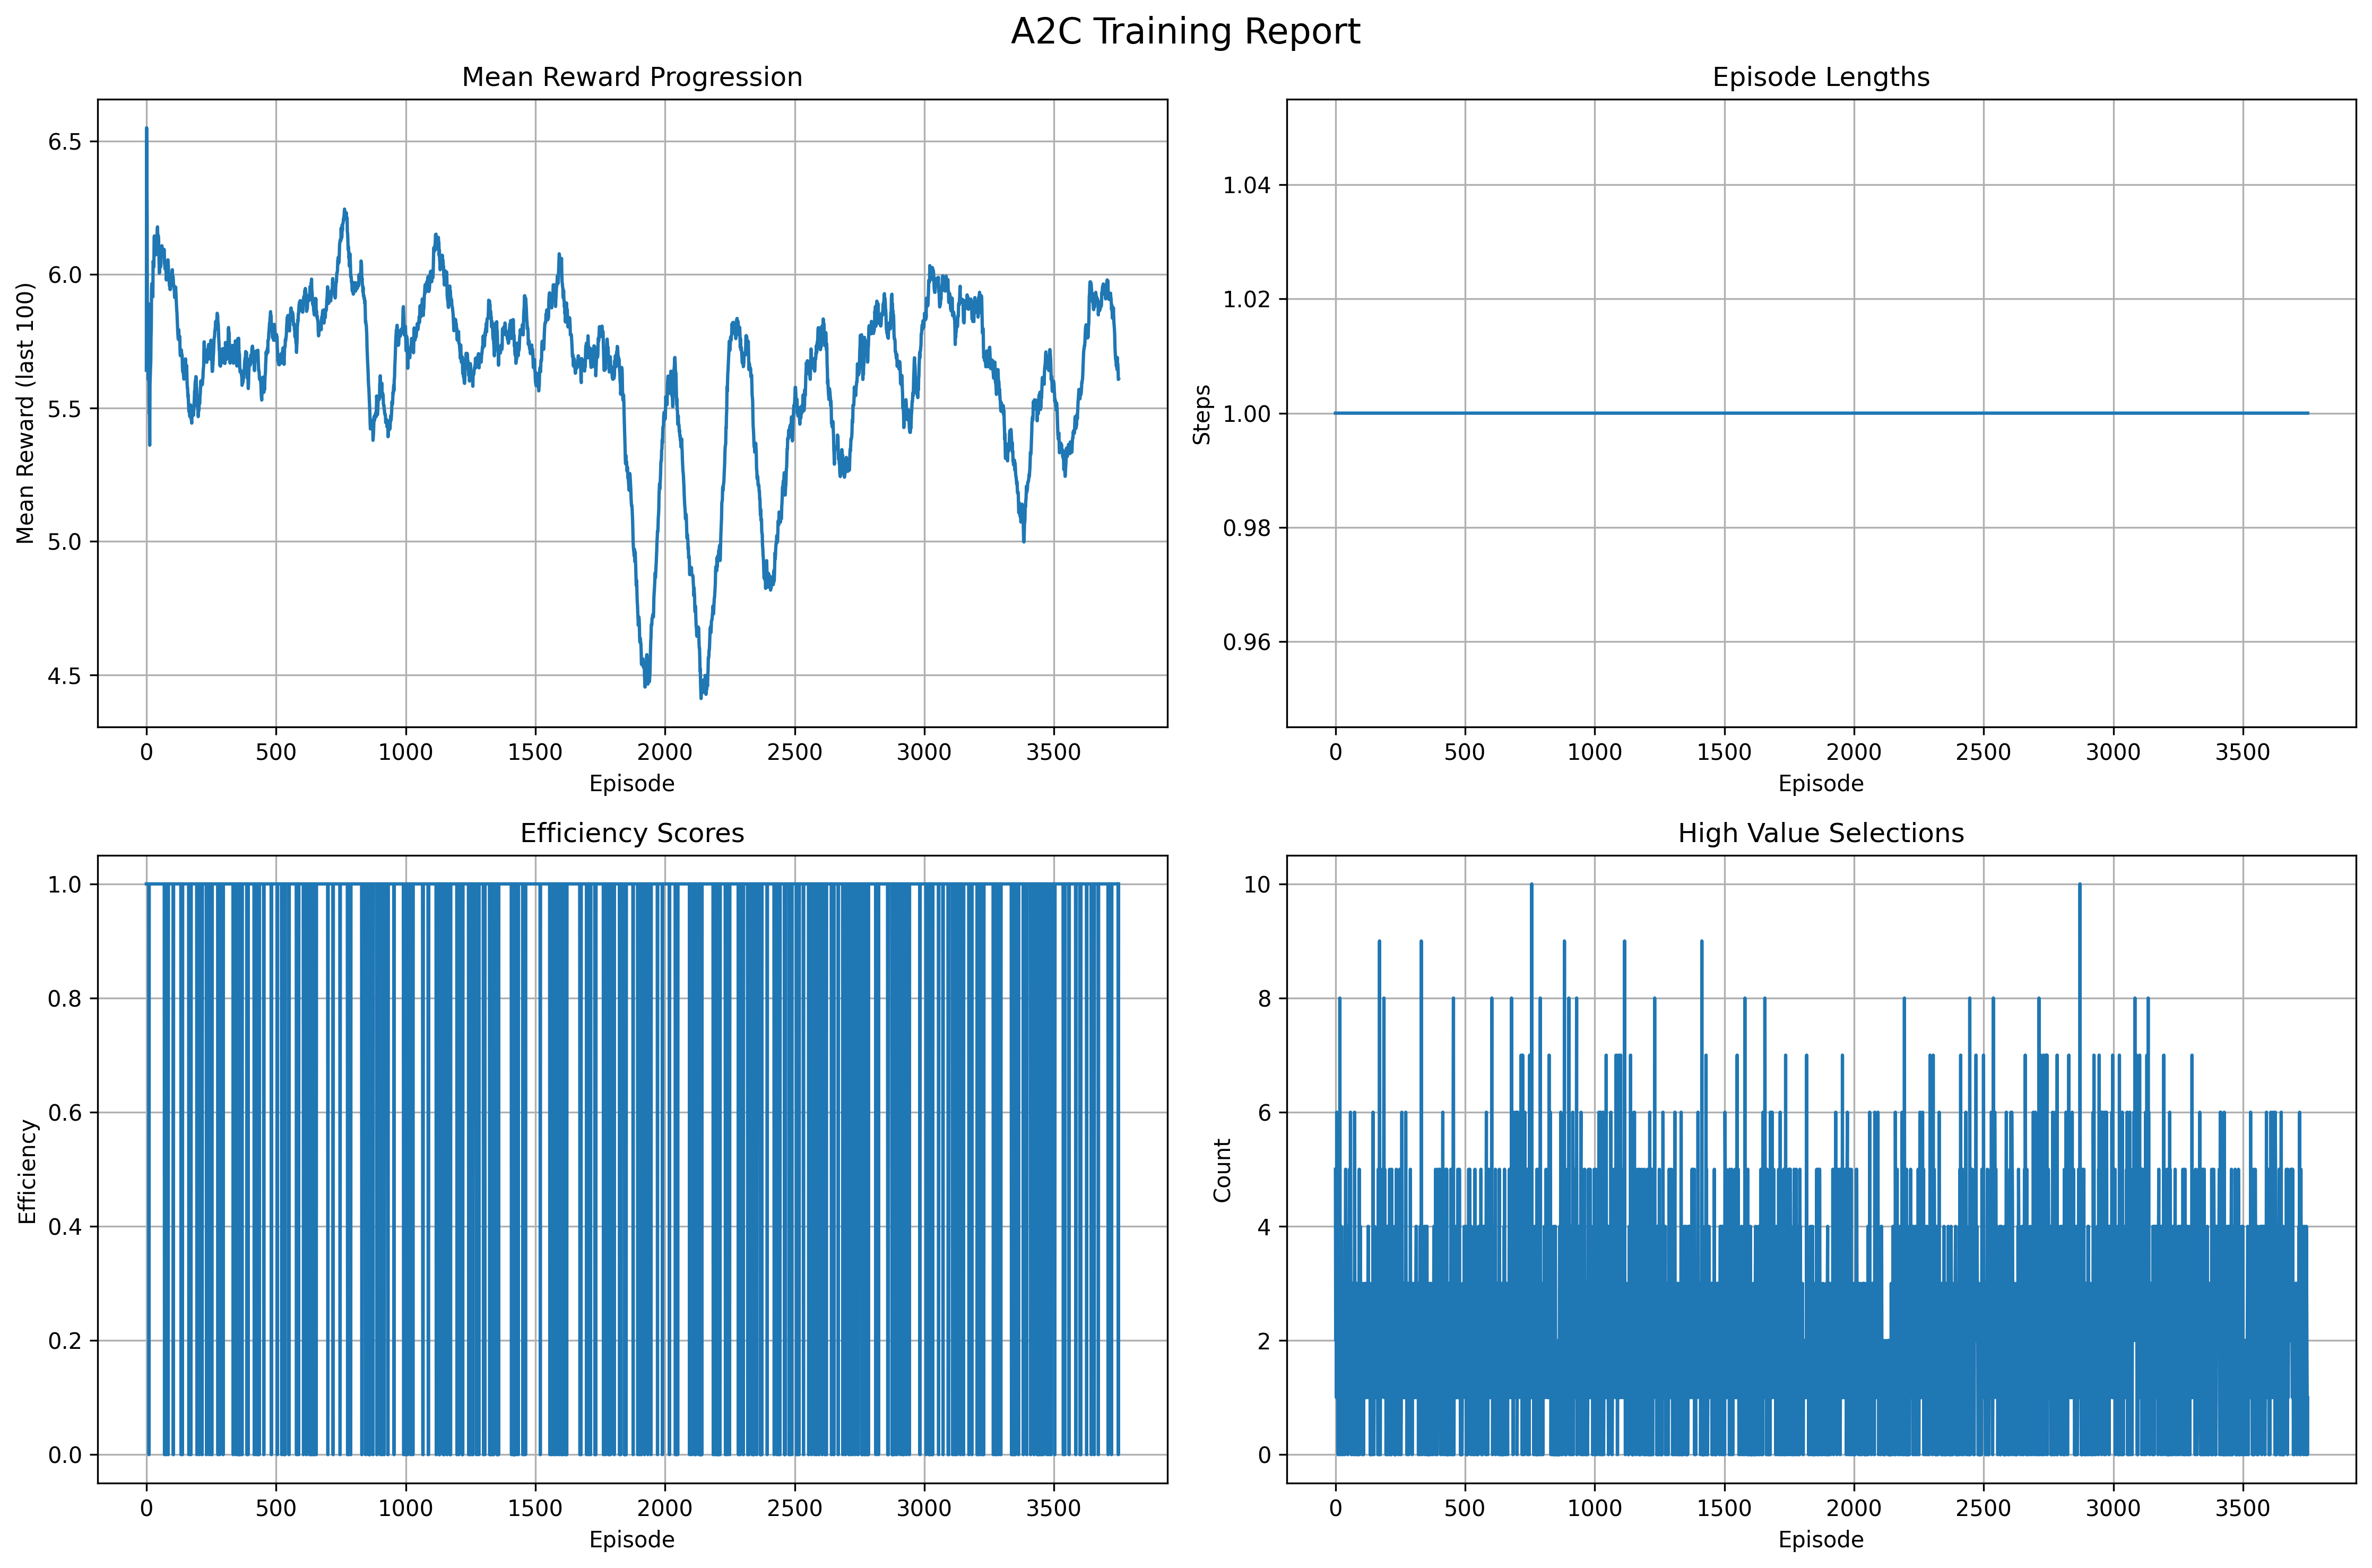 A2C Training Report
Mean Reward Progression
Mean Reward (last 100)
6.5
6.0
5.5
5.0
4.5
0 500 1000 1500 2000 2500 3000 3500
Episode
Episode Lengths
Steps
1.04
1.02
1.00
0.98
0.96
0 500 1000 1500 2000 2500 3000 3500
Episode
Efficiency Scores
Efficiency
1.0
0.8
0.6
0.4
0.2
0.0
0 500 1000 1500 2000 2500 3000 3500
Episode
High Value Selections
Count
10
8
6
4
2
0
0 500 1000 1500 2000 2500 3000 3500
Episode